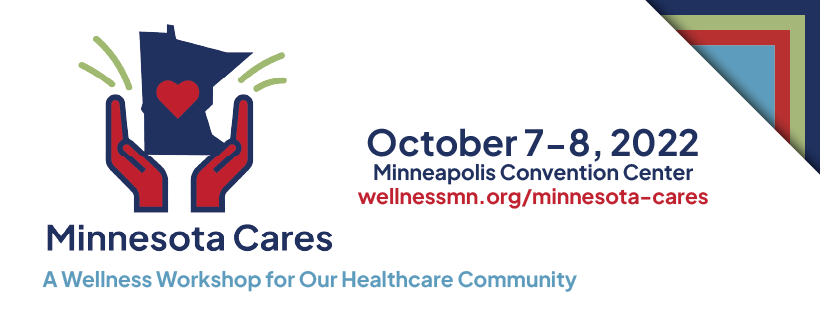 October 7–8, 2022
Minneapolis Convention Center
wellnessmn.org/minnesota-cares
Minnesota Cares
A Wellness Workshop for Our Healthcare Community